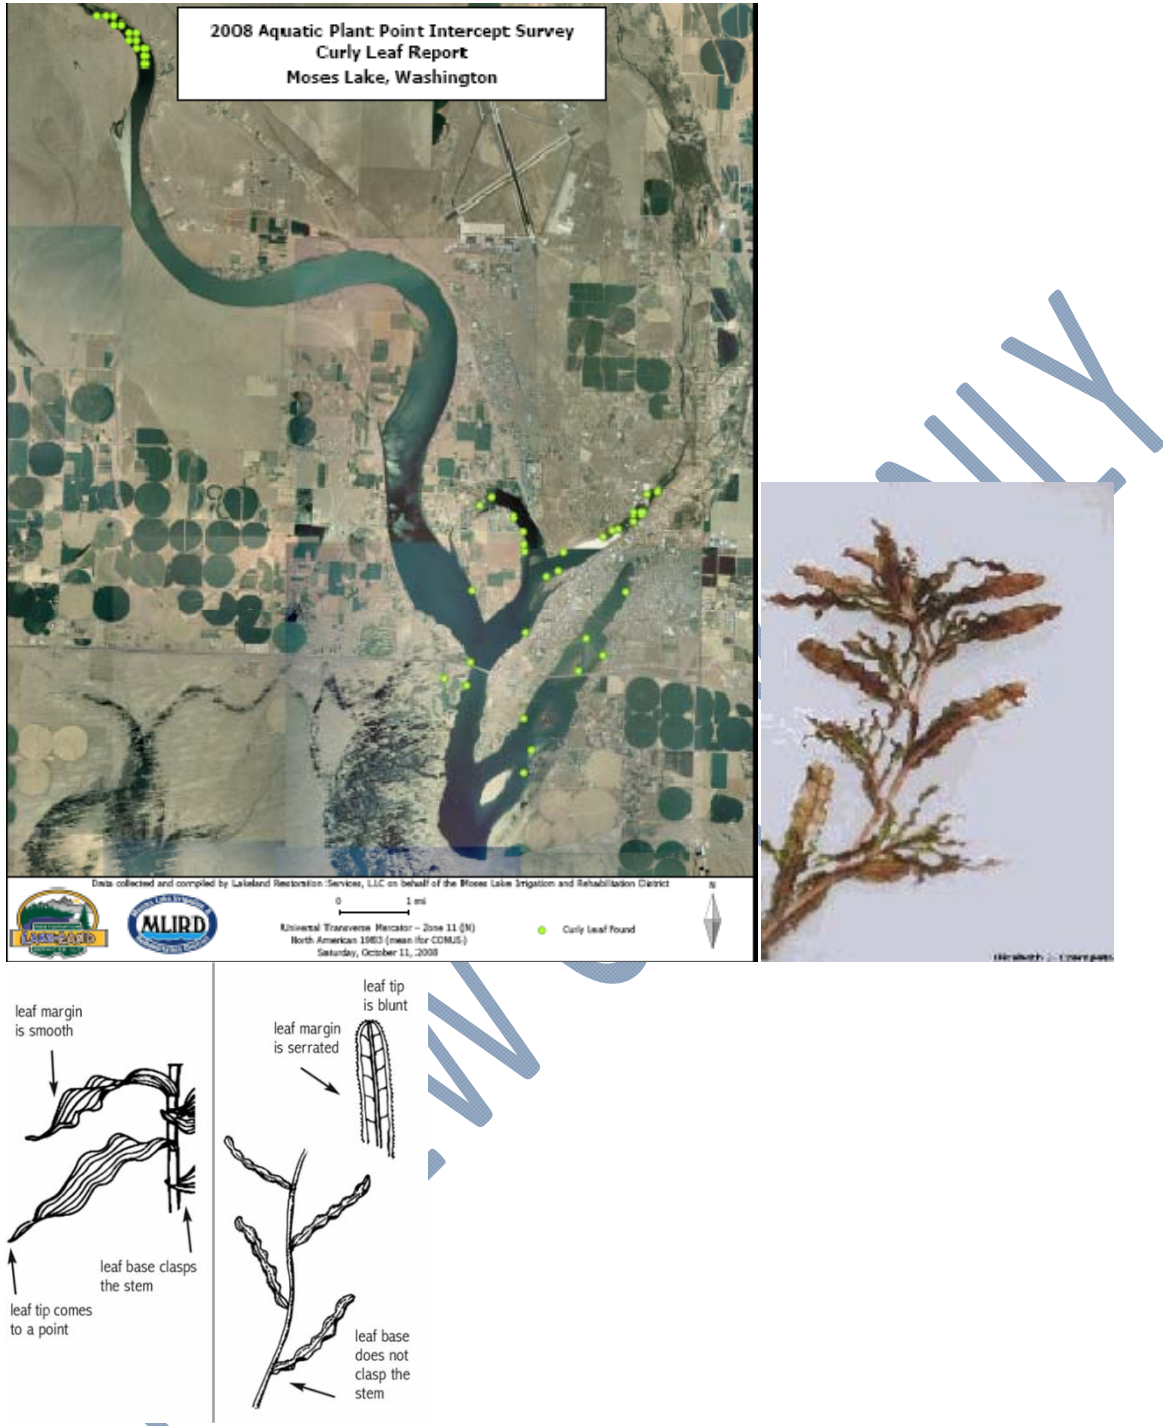 2008 Aquatic Plant Point Intercept Survey
Curly Leaf Report
Moses Lake, Washington
Data collected and compiled by Lakeland Restoration Services, LLC on behalf of the Moses Lake Irrigation and Rehabilitation District
N
0 1 mi
MLIRD
Universal Transverse Mercator - Zone 11 (N)
North American 1983 (mean for CONUS)
Saturday, October 11, 2008
Curly Leaf Found
leaf margin
is smooth
leaf base clasps
the stem
leaf tip comes
to a point
leaf tip
is blunt
leaf margin
is serrated
leaf base
does not
clasp the
stem